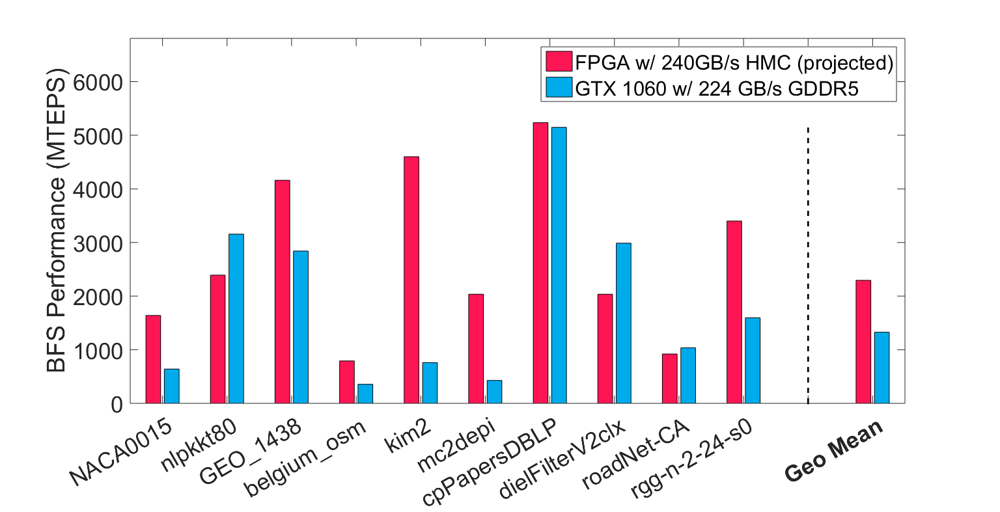 FPGA w/ 240GB/s HMC (projected)
GTX 1060 w/ 224 GB/s GDDR5
BFS Performance (MTEPS)
6000
5000
4000
3000
2000
1000
0
NACA0015
nlpkkt80
GEO_1438
belgium_osm
kim2
mc2depi
cpPapersDBLP
dielFilterV2clx
roadNet-CA
rgg-n-2-24-s0
Geo Mean